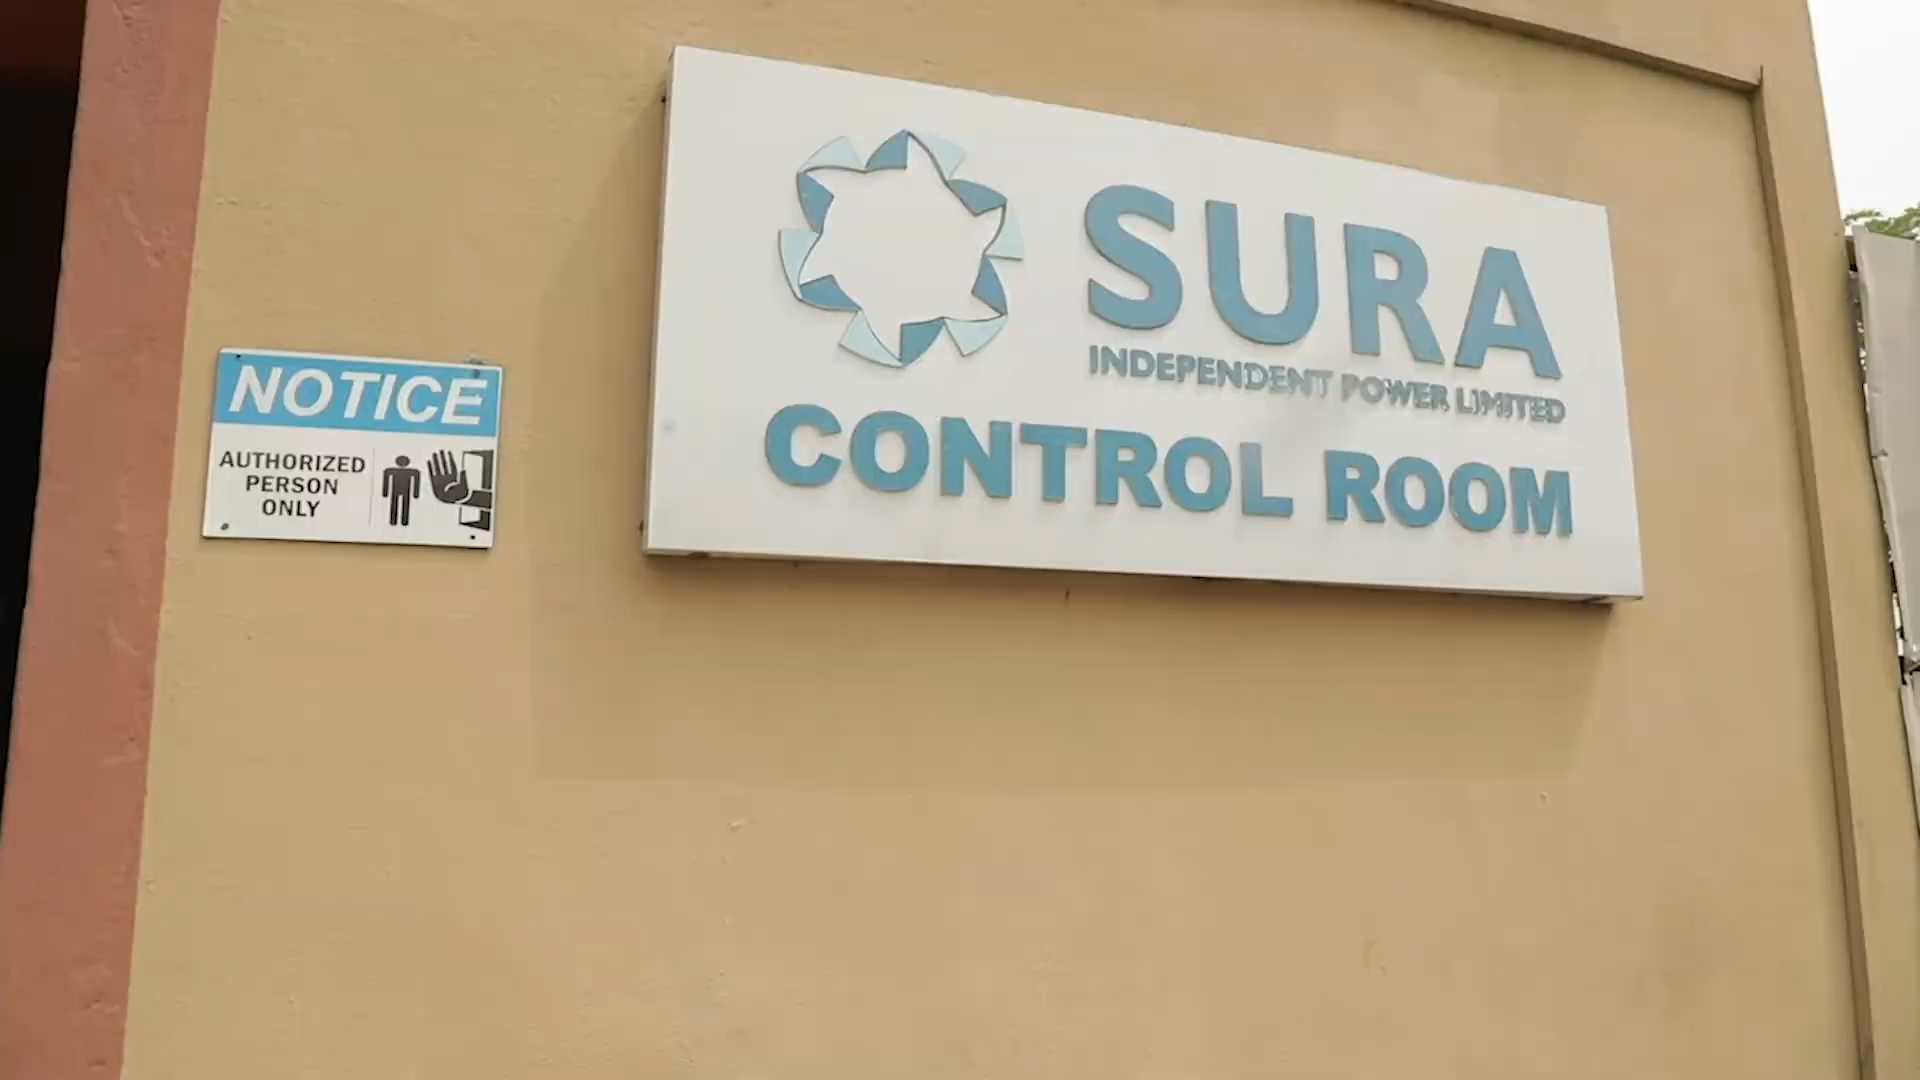 NOTICE
AUTHORIZED
PERSON
ONLY
SURA
INDEPENDENT POWER LIMITED
CONTROL ROOM